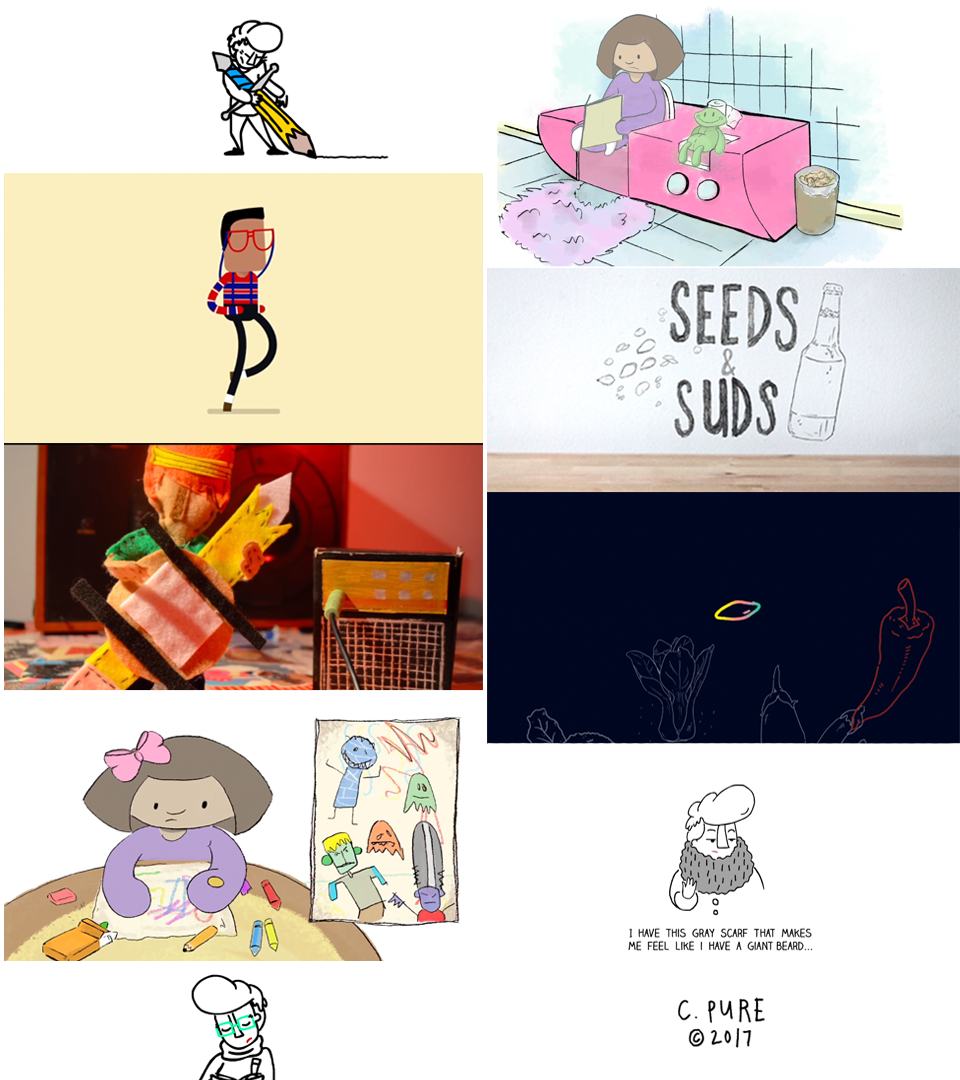 SEEDS
&
SUDS
I HAVE THIS GRAY SCARF THAT MAKES
ME FEEL LIKE I HAVE A GIANT BEARD...
C. PURE
© 2017